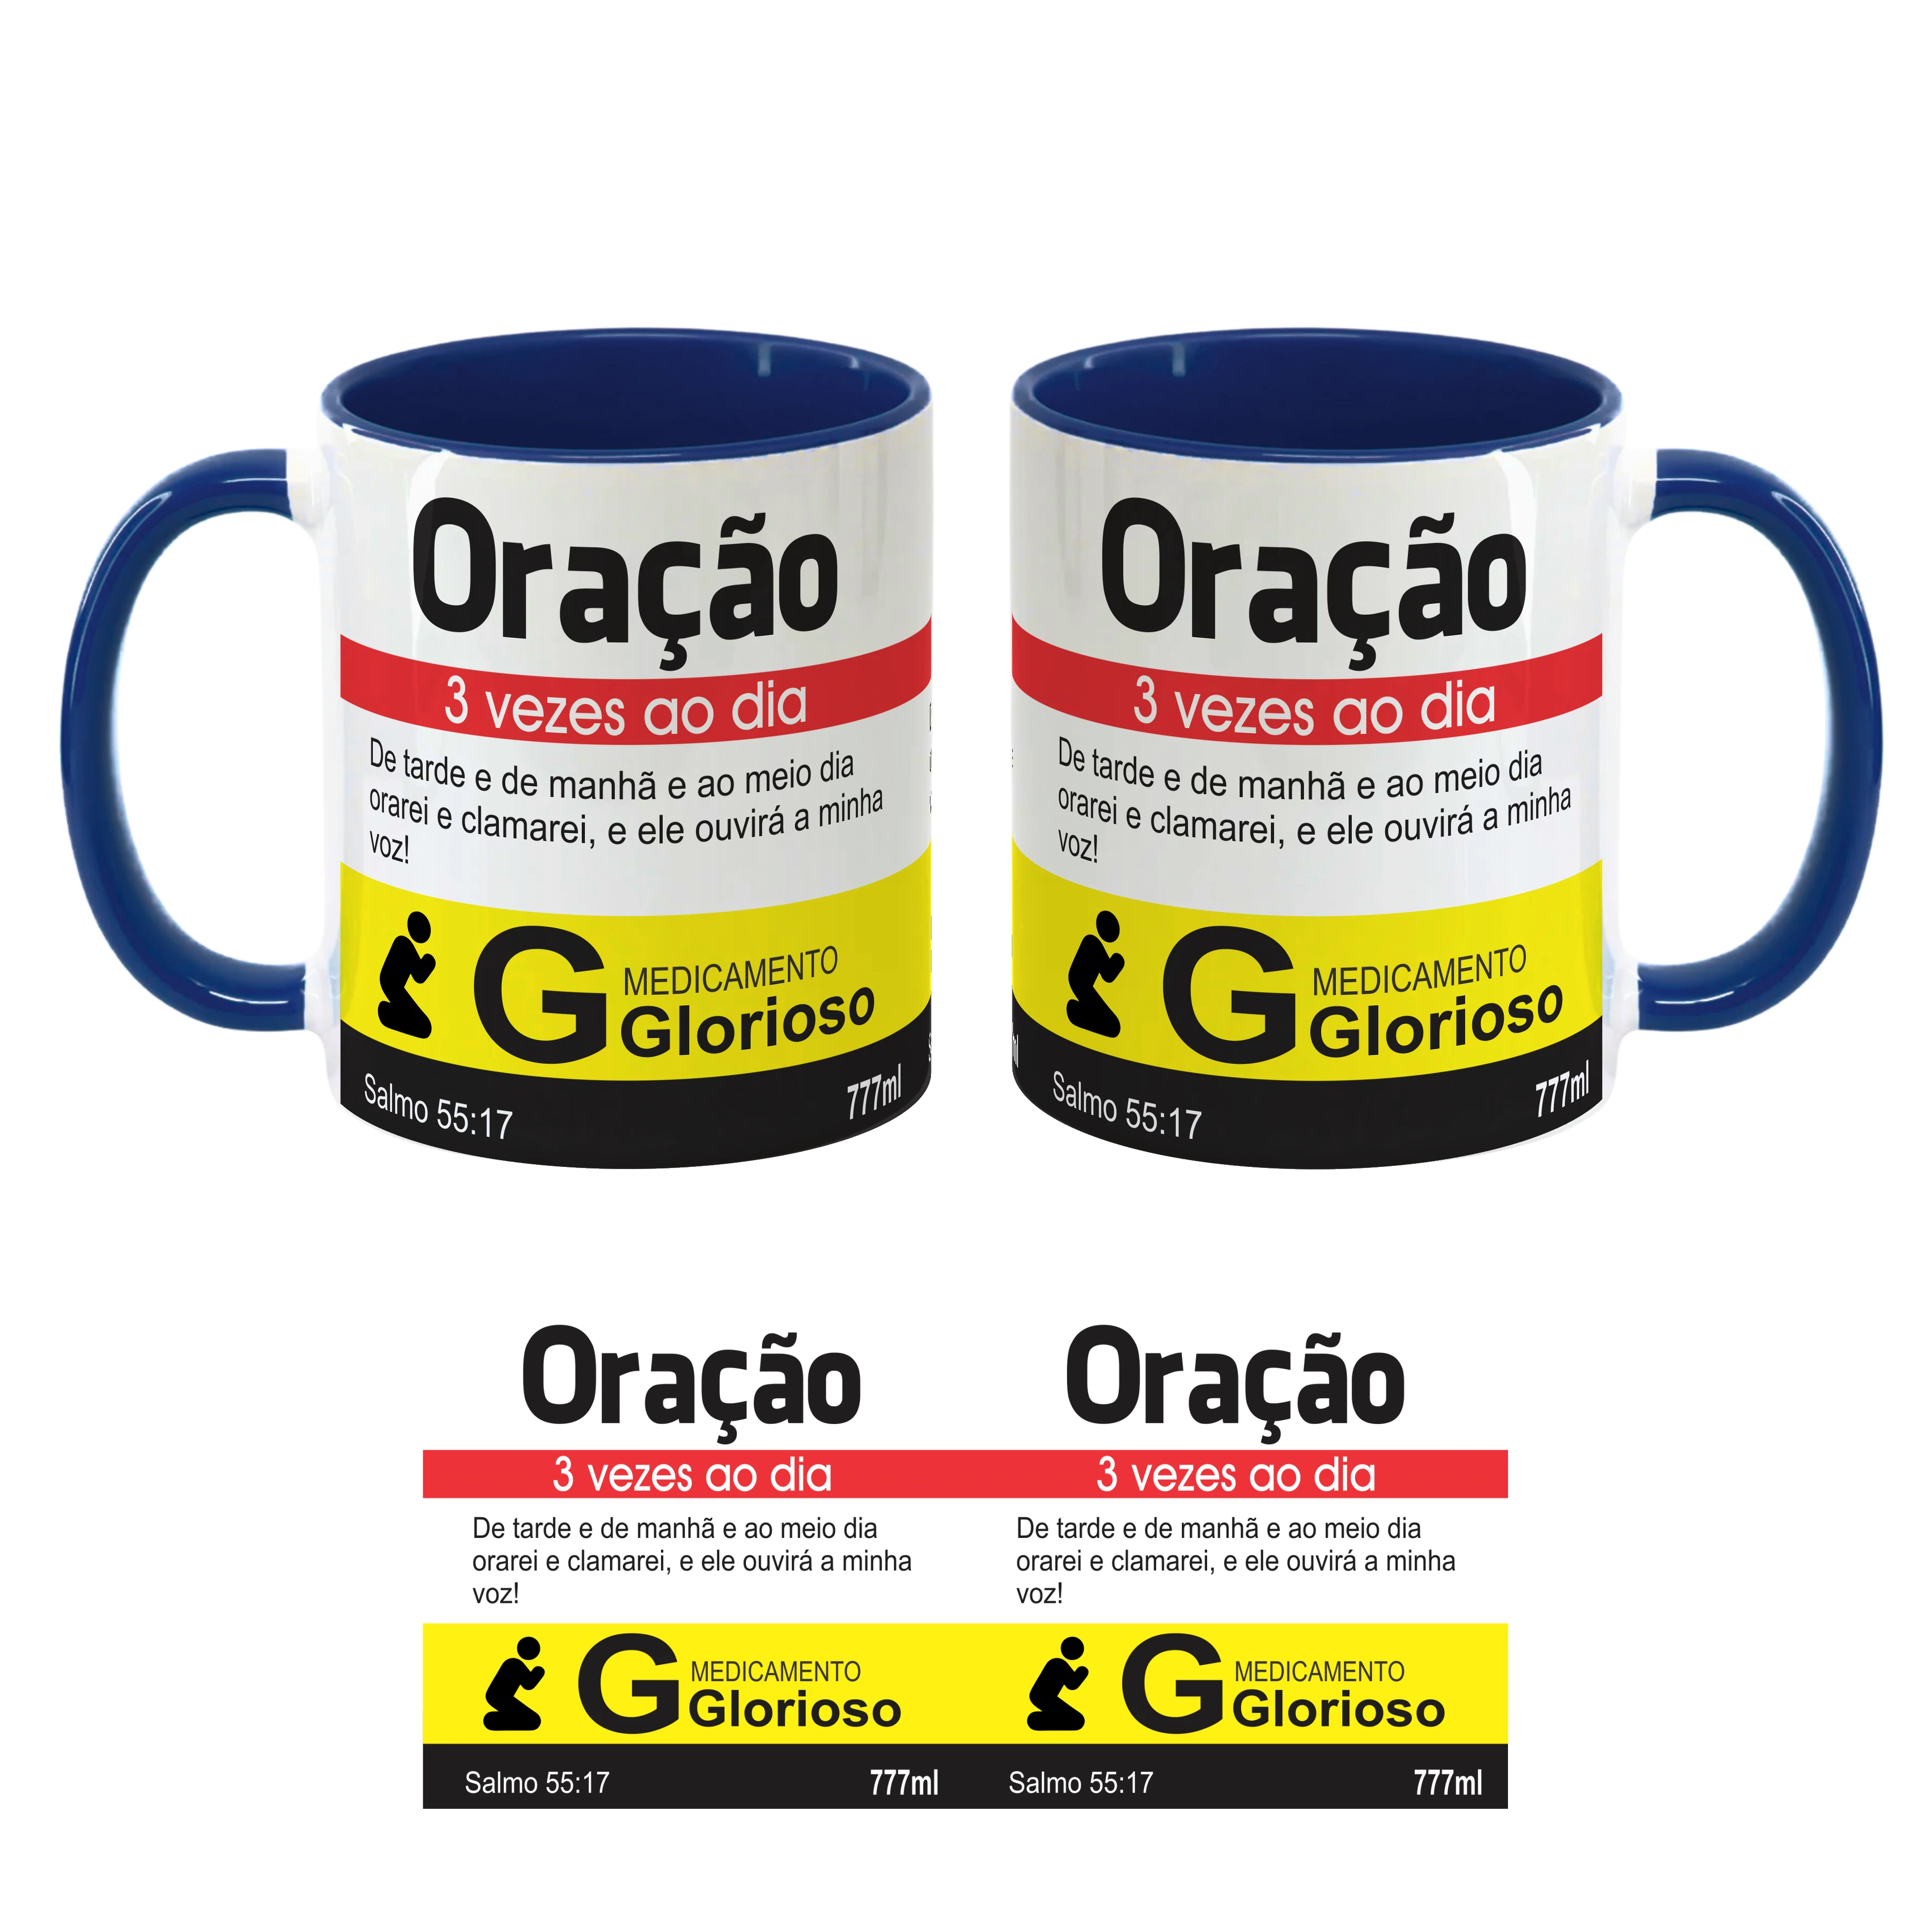 Oração
3 vezes ao dia
De tarde e de manhã e ao meio dia
orarei e clamarei, e ele ouvirá a minha
voz!
G MEDICAMENTO
Glorioso
Salmo 55:17 777ml
Oração
3 vezes ao dia
De tarde e de manhã e ao meio dia
orarei e clamarei, e ele ouvirá a minha
voz!
G MEDICAMENTO
Glorioso
Salmo 55:17 777ml
Oração
3 vezes ao dia
De tarde e de manhã e ao meio dia
orarei e clamarei, e ele ouvirá a minha
voz!
G MEDICAMENTO
Glorioso
Salmo 55:17 777ml
Oração
3 vezes ao dia
De tarde e de manhã e ao meio dia
orarei e clamarei, e ele ouvirá a minha
voz!
G MEDICAMENTO
Glorioso
Salmo 55:17 777ml